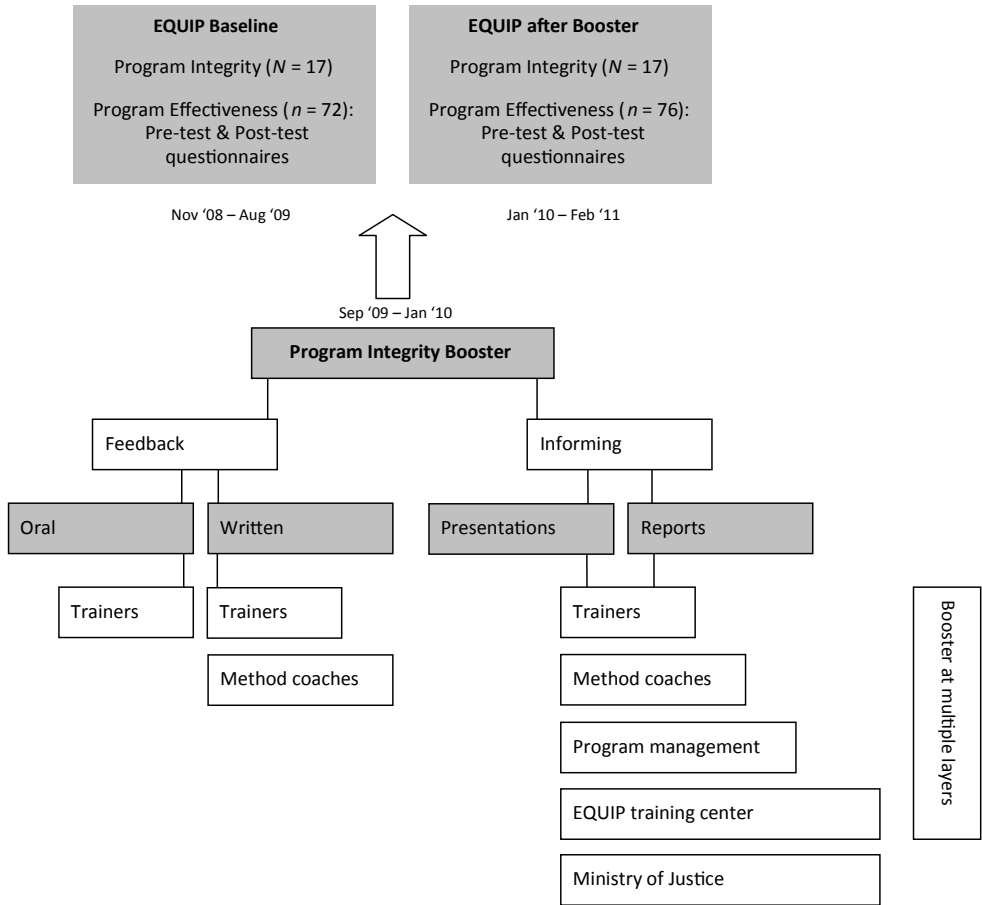 EQUIP Baseline
Program Integrity (N = 17)
Program Effectiveness (n = 72):
Pre-test & Post-test
questionnaires
EQUIP after Booster
Program Integrity (N = 17)
Program Effectiveness (n = 76):
Pre-test & Post-test
questionnaires
Nov ‘08 – Aug ‘09
Jan ‘10 – Feb ‘11
Sep ‘09 – Jan ‘10
Program Integrity Booster
Feedback
Informing
Oral
Written
Presentations
Reports
Trainers
Trainers
Trainers
Method coaches
Method coaches
Program management
EQUIP training center
Ministry of Justice
Booster at multiple layers